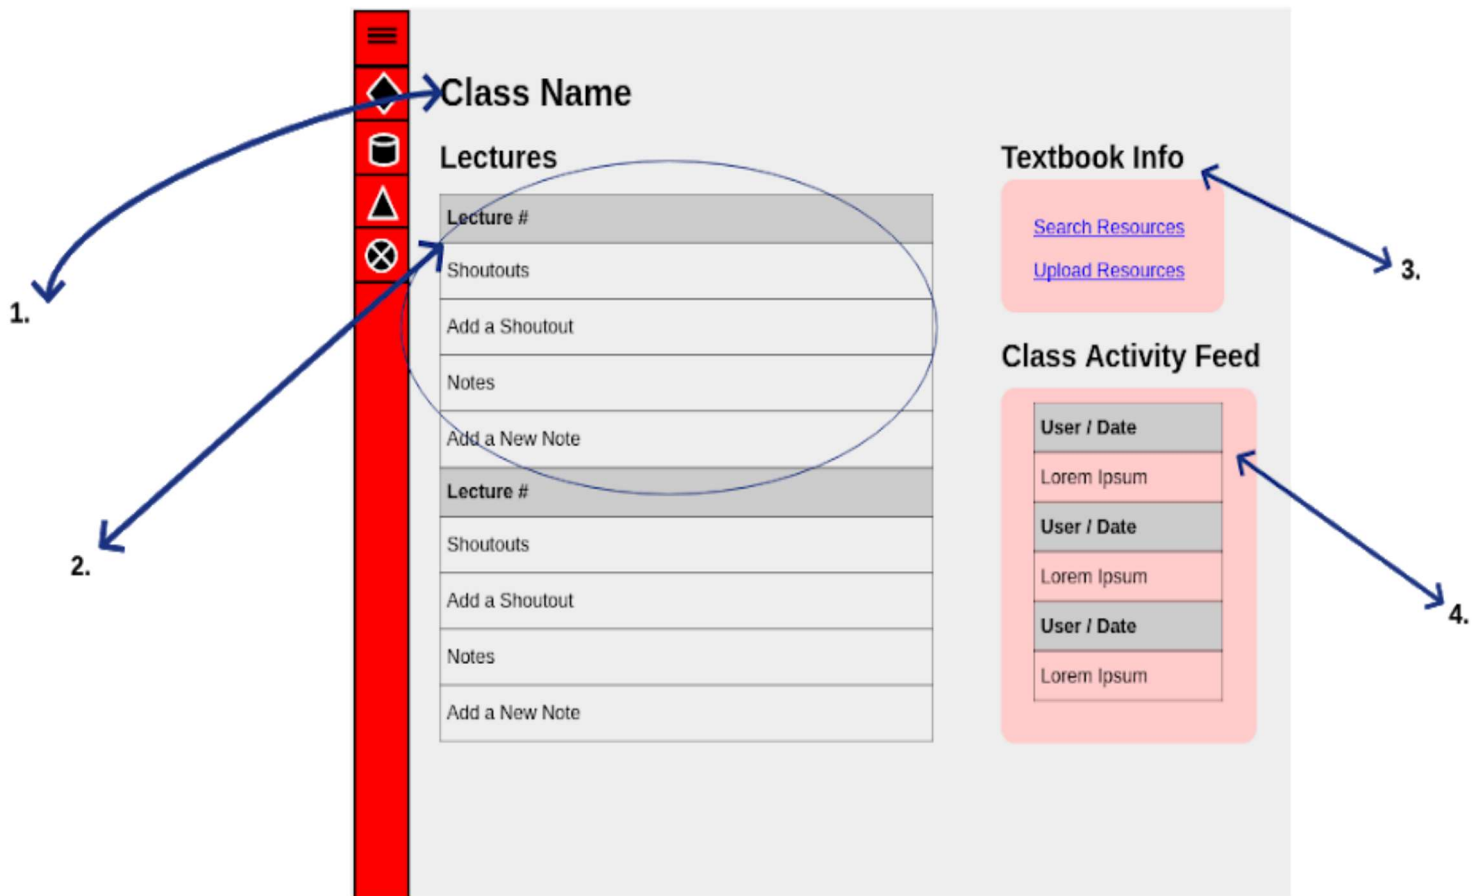 Class Name
Lectures
Lecture #
Shoutouts
Add a Shoutout
Notes
Add a New Note
Lecture #
Shoutouts
Add a Shoutout
Notes
Add a New Note
Textbook Info
Search Resources
Upload Resources
Class Activity Feed
User / Date
Lorem Ipsum
User / Date
Lorem Ipsum
User / Date
Lorem Ipsum
1.
2.
3.
4.